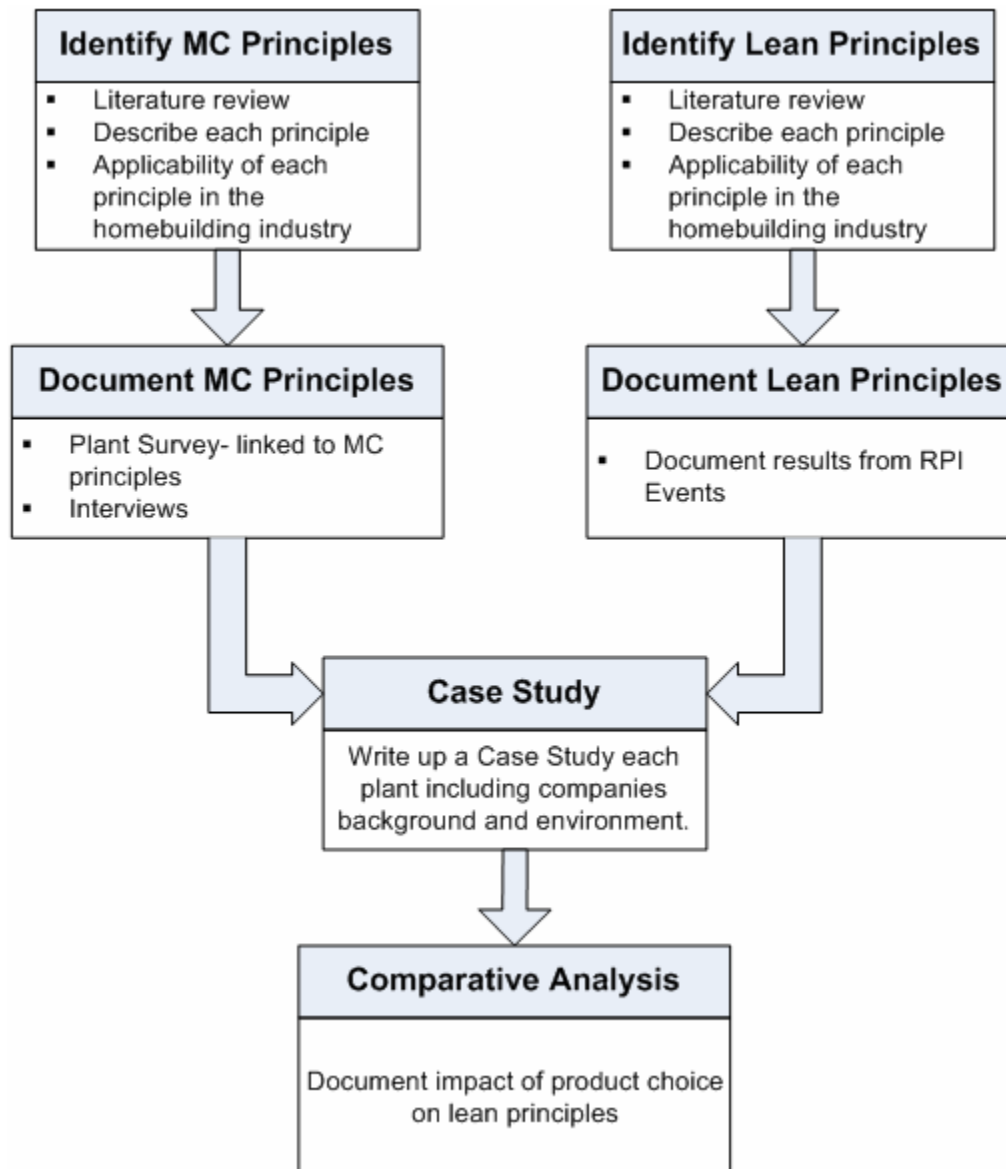 Identify MC Principles
▪ Literature review
▪ Describe each principle
▪ Applicability of each
principle in the
homebuilding industry
Identify Lean Principles
▪ Literature review
▪ Describe each principle
▪ Applicability of each
principle in the
homebuilding industry
Document MC Principles
▪ Plant Survey- linked to MC
principles
▪ Interviews
Document Lean Principles
▪ Document results from RPI
Events
Case Study
Write up a Case Study each
plant including companies
background and environment.
Comparative Analysis
Document impact of product choice
on lean principles